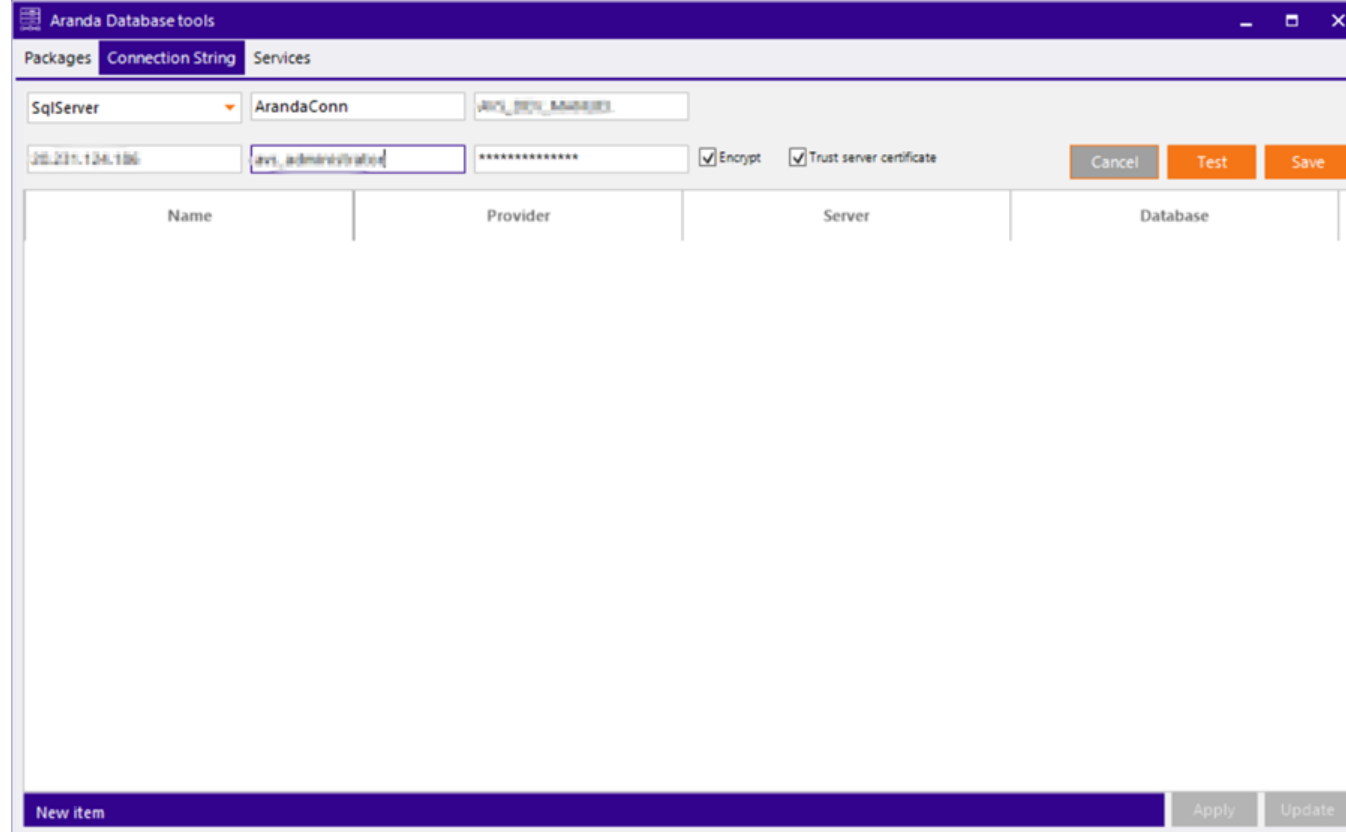 Aranda Database tools
Packages Connection String Services
SqlServer ArandaConn
************** Encrypt Trust server certificate Cancel Test Save
Name Provider Server Database
New item Apply Update